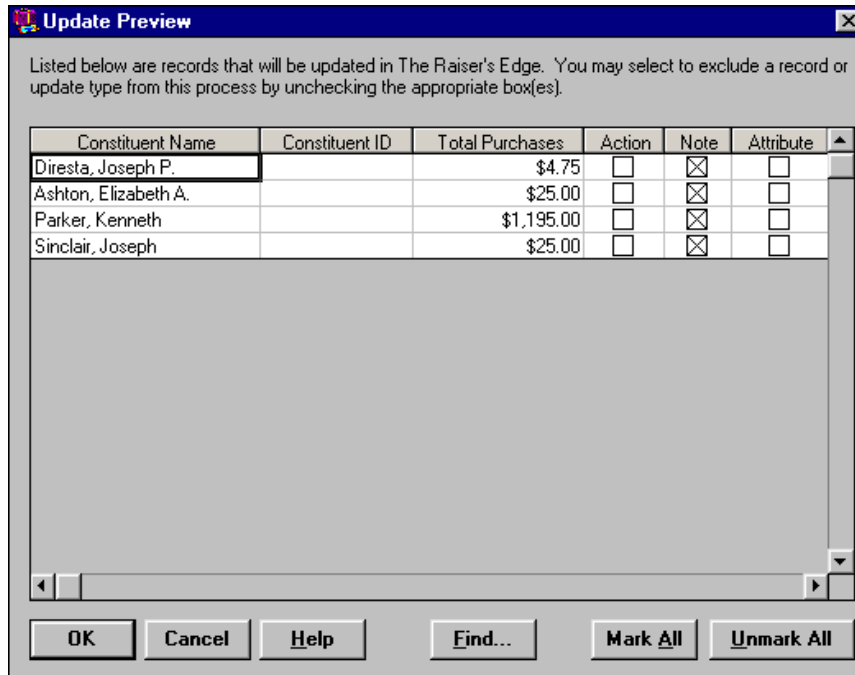 Update Preview
Listed below are records that will be updated in The Raiser's Edge. You may select to exclude a record or
update type from this process by unchecking the appropriate box(es).
Constituent Name Constituent ID Total Purchases Action Note Attribute
Diresta, Joseph P. $4.75
Ashton, Elizabeth A. $25.00
Parker, Kenneth $1,195.00
Sinclair, Joseph $25.00
OK Cancel Help Find... Mark All Unmark All